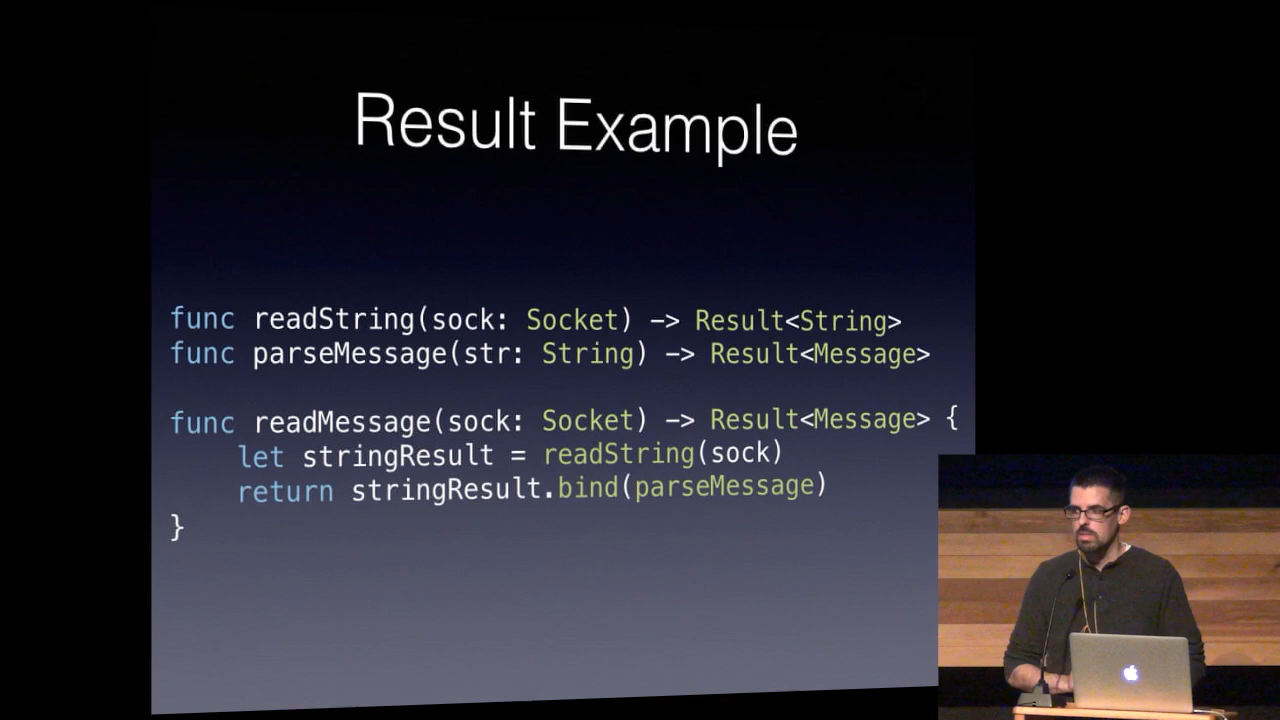 Result Example
func readString(sock: Socket) -> Result<String>
func parseMessage(str: String) -> Result<Message>
func readMessage(sock: Socket) -> Result<Message> {
    let stringResult = readString(sock)
    return stringResult.bind(parseMessage)
}